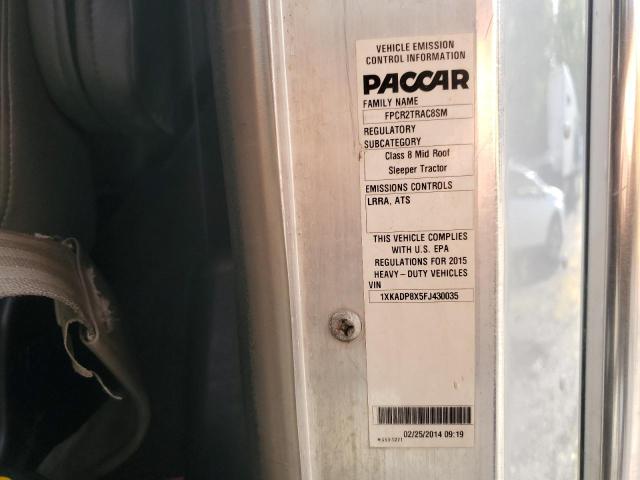 VEHICLE EMISSION
CONTROL INFORMATION
PACCAR
FAMILY NAME
FPCR2TRAC8SM
REGULATORY
SUBCATEGORY
Class 8 Mid Roof
Sleeper Tractor
EMISSIONS CONTROLS
LRRA, ATS
THIS VEHICLE COMPLIES
WITH U.S. EPA
REGULATIONS FOR 2015
HEAVY-DUTY VEHICLES
VIN
1XKADP8X5FJ430035
02/25/2014 09:19